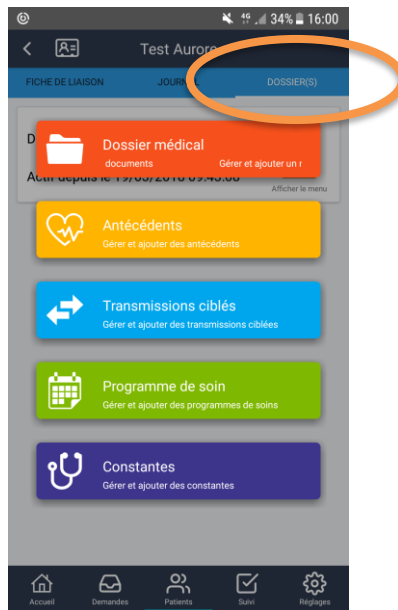 4G 34% 16:00
Test Aurore
FICHE DE LIAISON JOURNAL DOSSIER(S)
D
Dossier médical
documents Gérer et ajouter un r
Actif depuis le 19/03/2018 09:43:00
Afficher le menu
Antécédents
Gérer et ajouter des antécédents
Transmissions ciblés
Gérer et ajouter des transmissions ciblées
Programme de soin
Gérer et ajouter des programmes de soins
Constantes
Gérer et ajouter des constantes
Accueil Demandes Patients Suivi Réglages